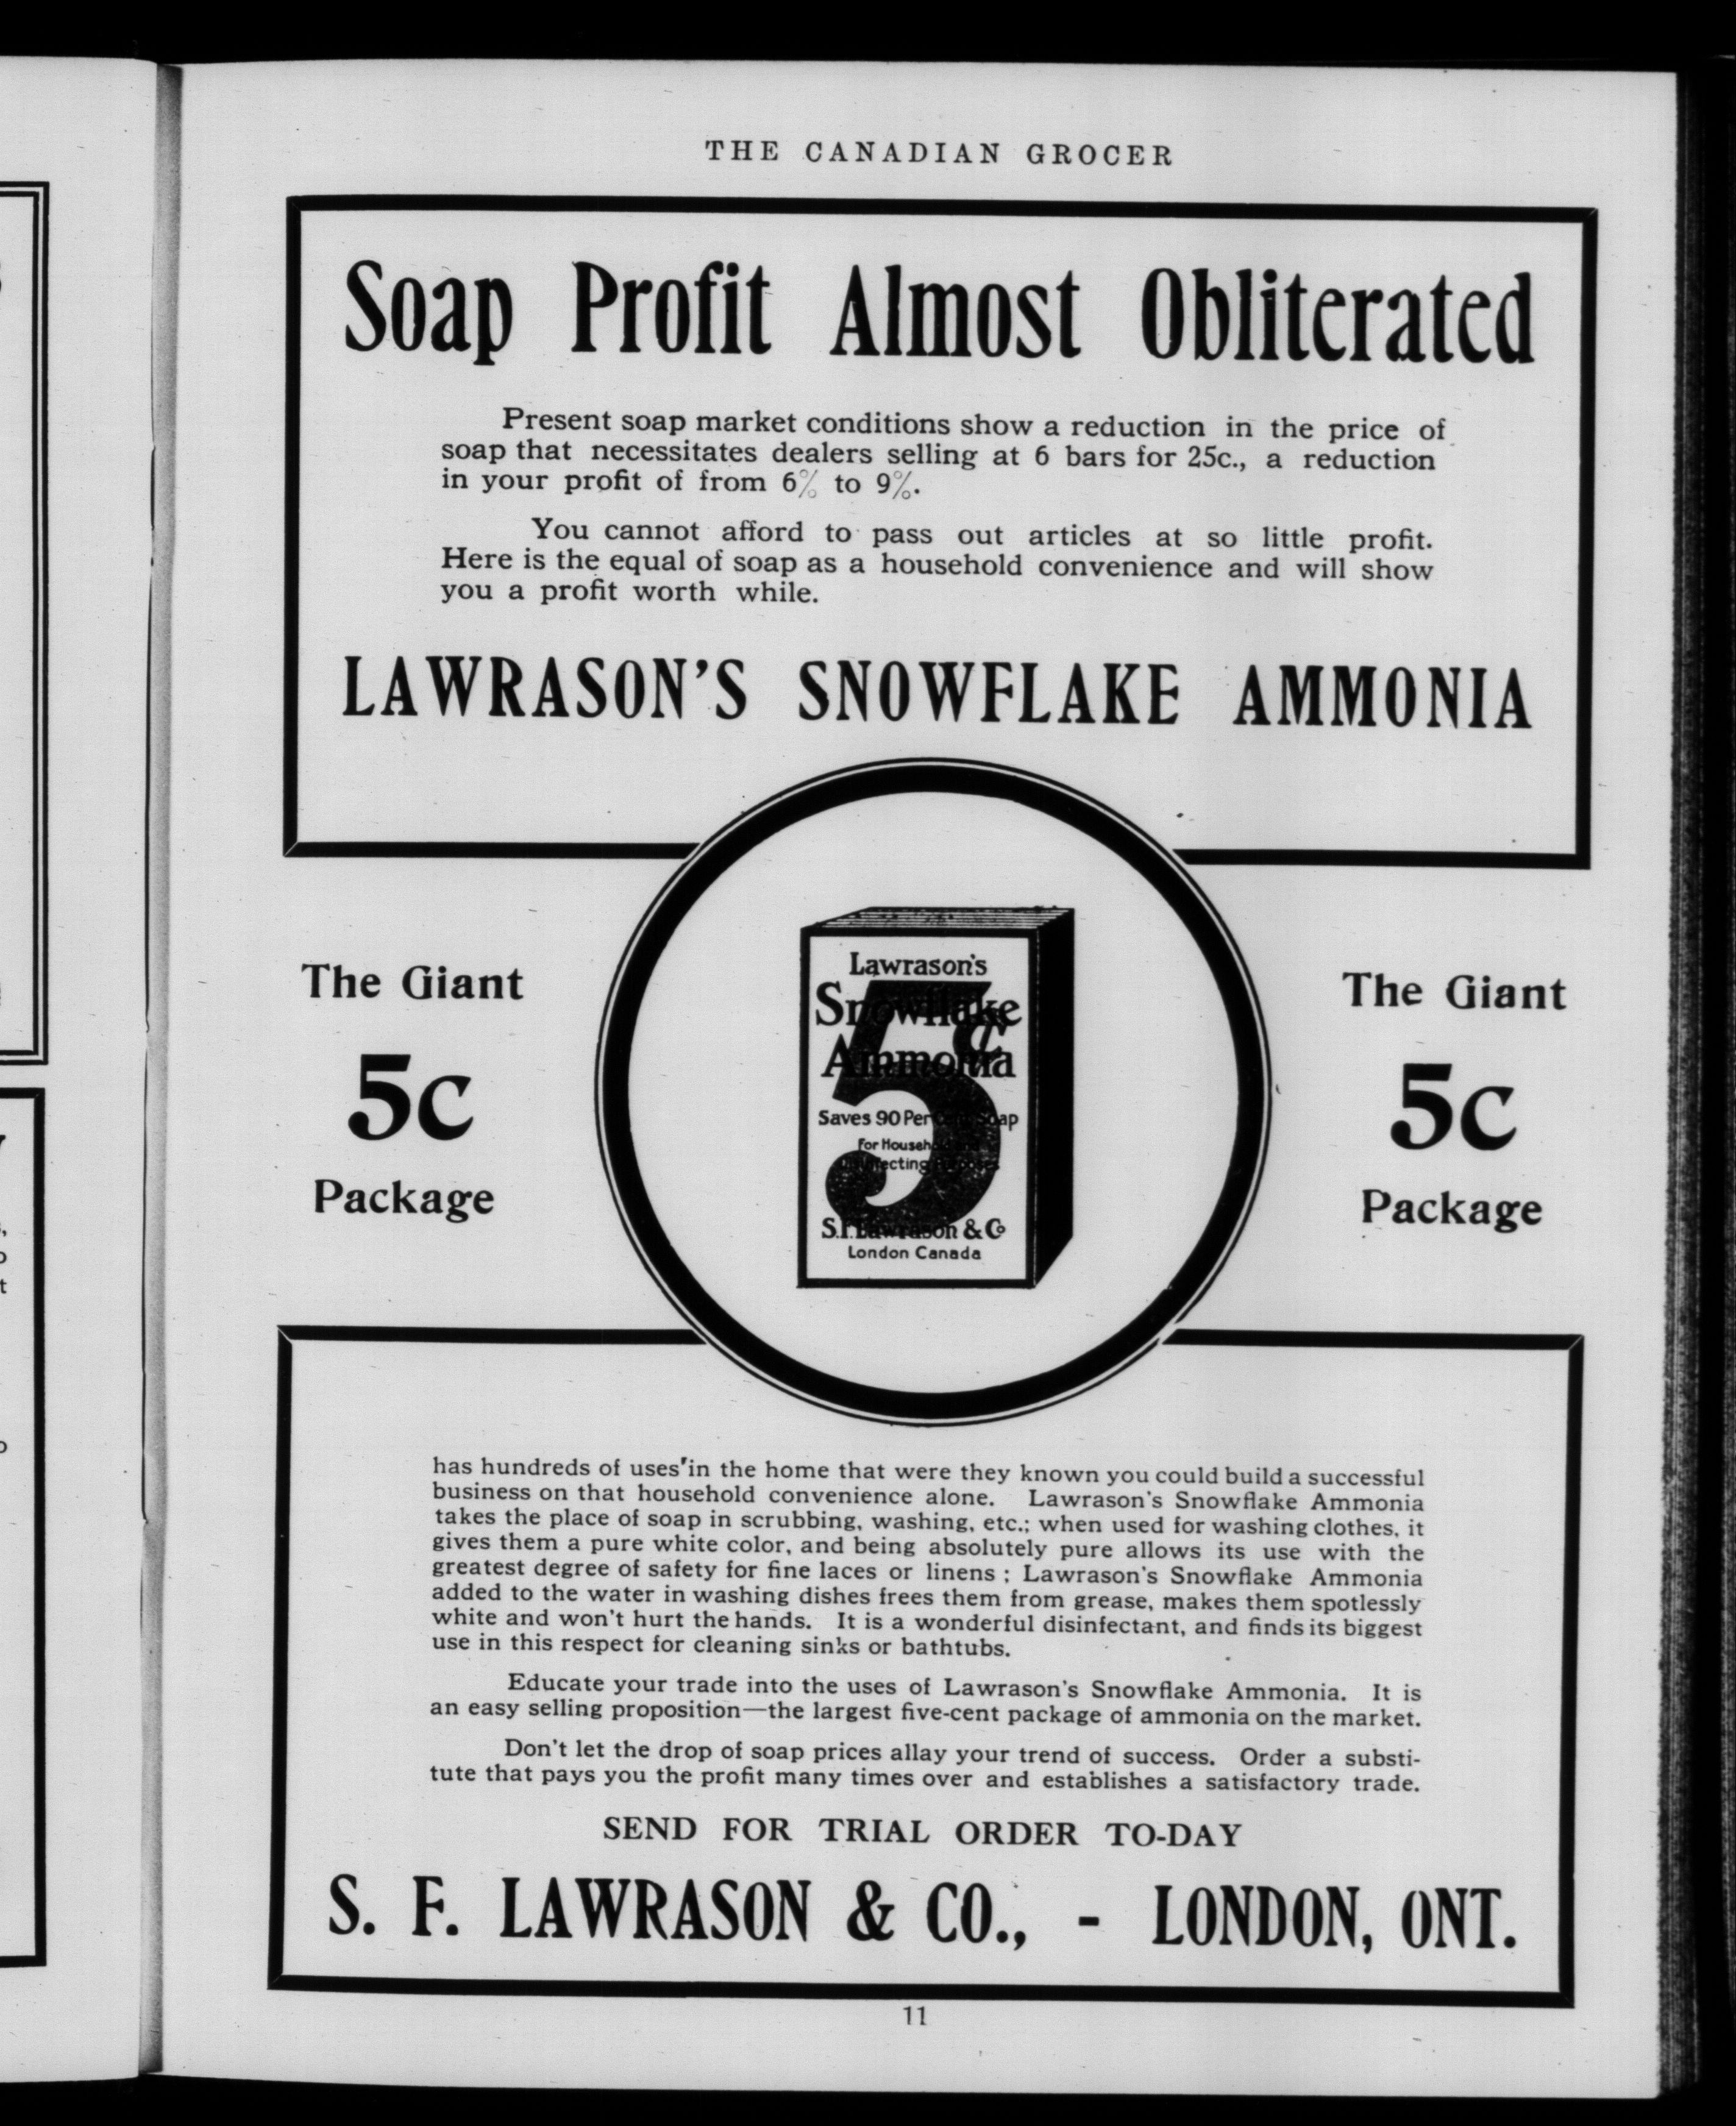 THE CANADIAN GROCER
Soap Profit Almost Obliterated
Present soap market conditions show a reduction in the price of
soap that necessitates dealers selling at 6 bars for 25c., a reduction
in your profit of from 6% to 9%.
You cannot afford to pass out articles at so little profit.
Here is the equal of soap as a household convenience and will show
you a profit worth while.
LAWRASON'S SNOWFLAKE AMMONIA
The Giant
5c
Package
Lawrason's
Snowflake
Ammonia
5¢
Saves 90 Per Cent Soap
For Household and
Disinfecting Purposes
S.F. Lawrason & Co
London Canada
The Giant
5c
Package
has hundreds of uses in the home that were they known you could build a successful
business on that household convenience alone. Lawrason's Snowflake Ammonia
takes the place of soap in scrubbing, washing, etc.; when used for washing clothes, it
gives them a pure white color, and being absolutely pure allows its use with the
greatest degree of safety for fine laces or linens; Lawrason's Snowflake Ammonia
added to the water in washing dishes frees them from grease, makes them spotlessly
white and won't hurt the hands. It is a wonderful disinfectant, and finds its biggest
use in this respect for cleaning sinks or bathtubs.
Educate your trade into the uses of Lawrason's Snowflake Ammonia. It is
an easy selling proposition—the largest five-cent package of ammonia on the market.
Don't let the drop of soap prices allay your trend of success. Order a substi-
tute that pays you the profit many times over and establishes a satisfactory trade.
SEND FOR TRIAL ORDER TO-DAY
S. F. LAWRASON & CO., - LONDON, ONT.
11